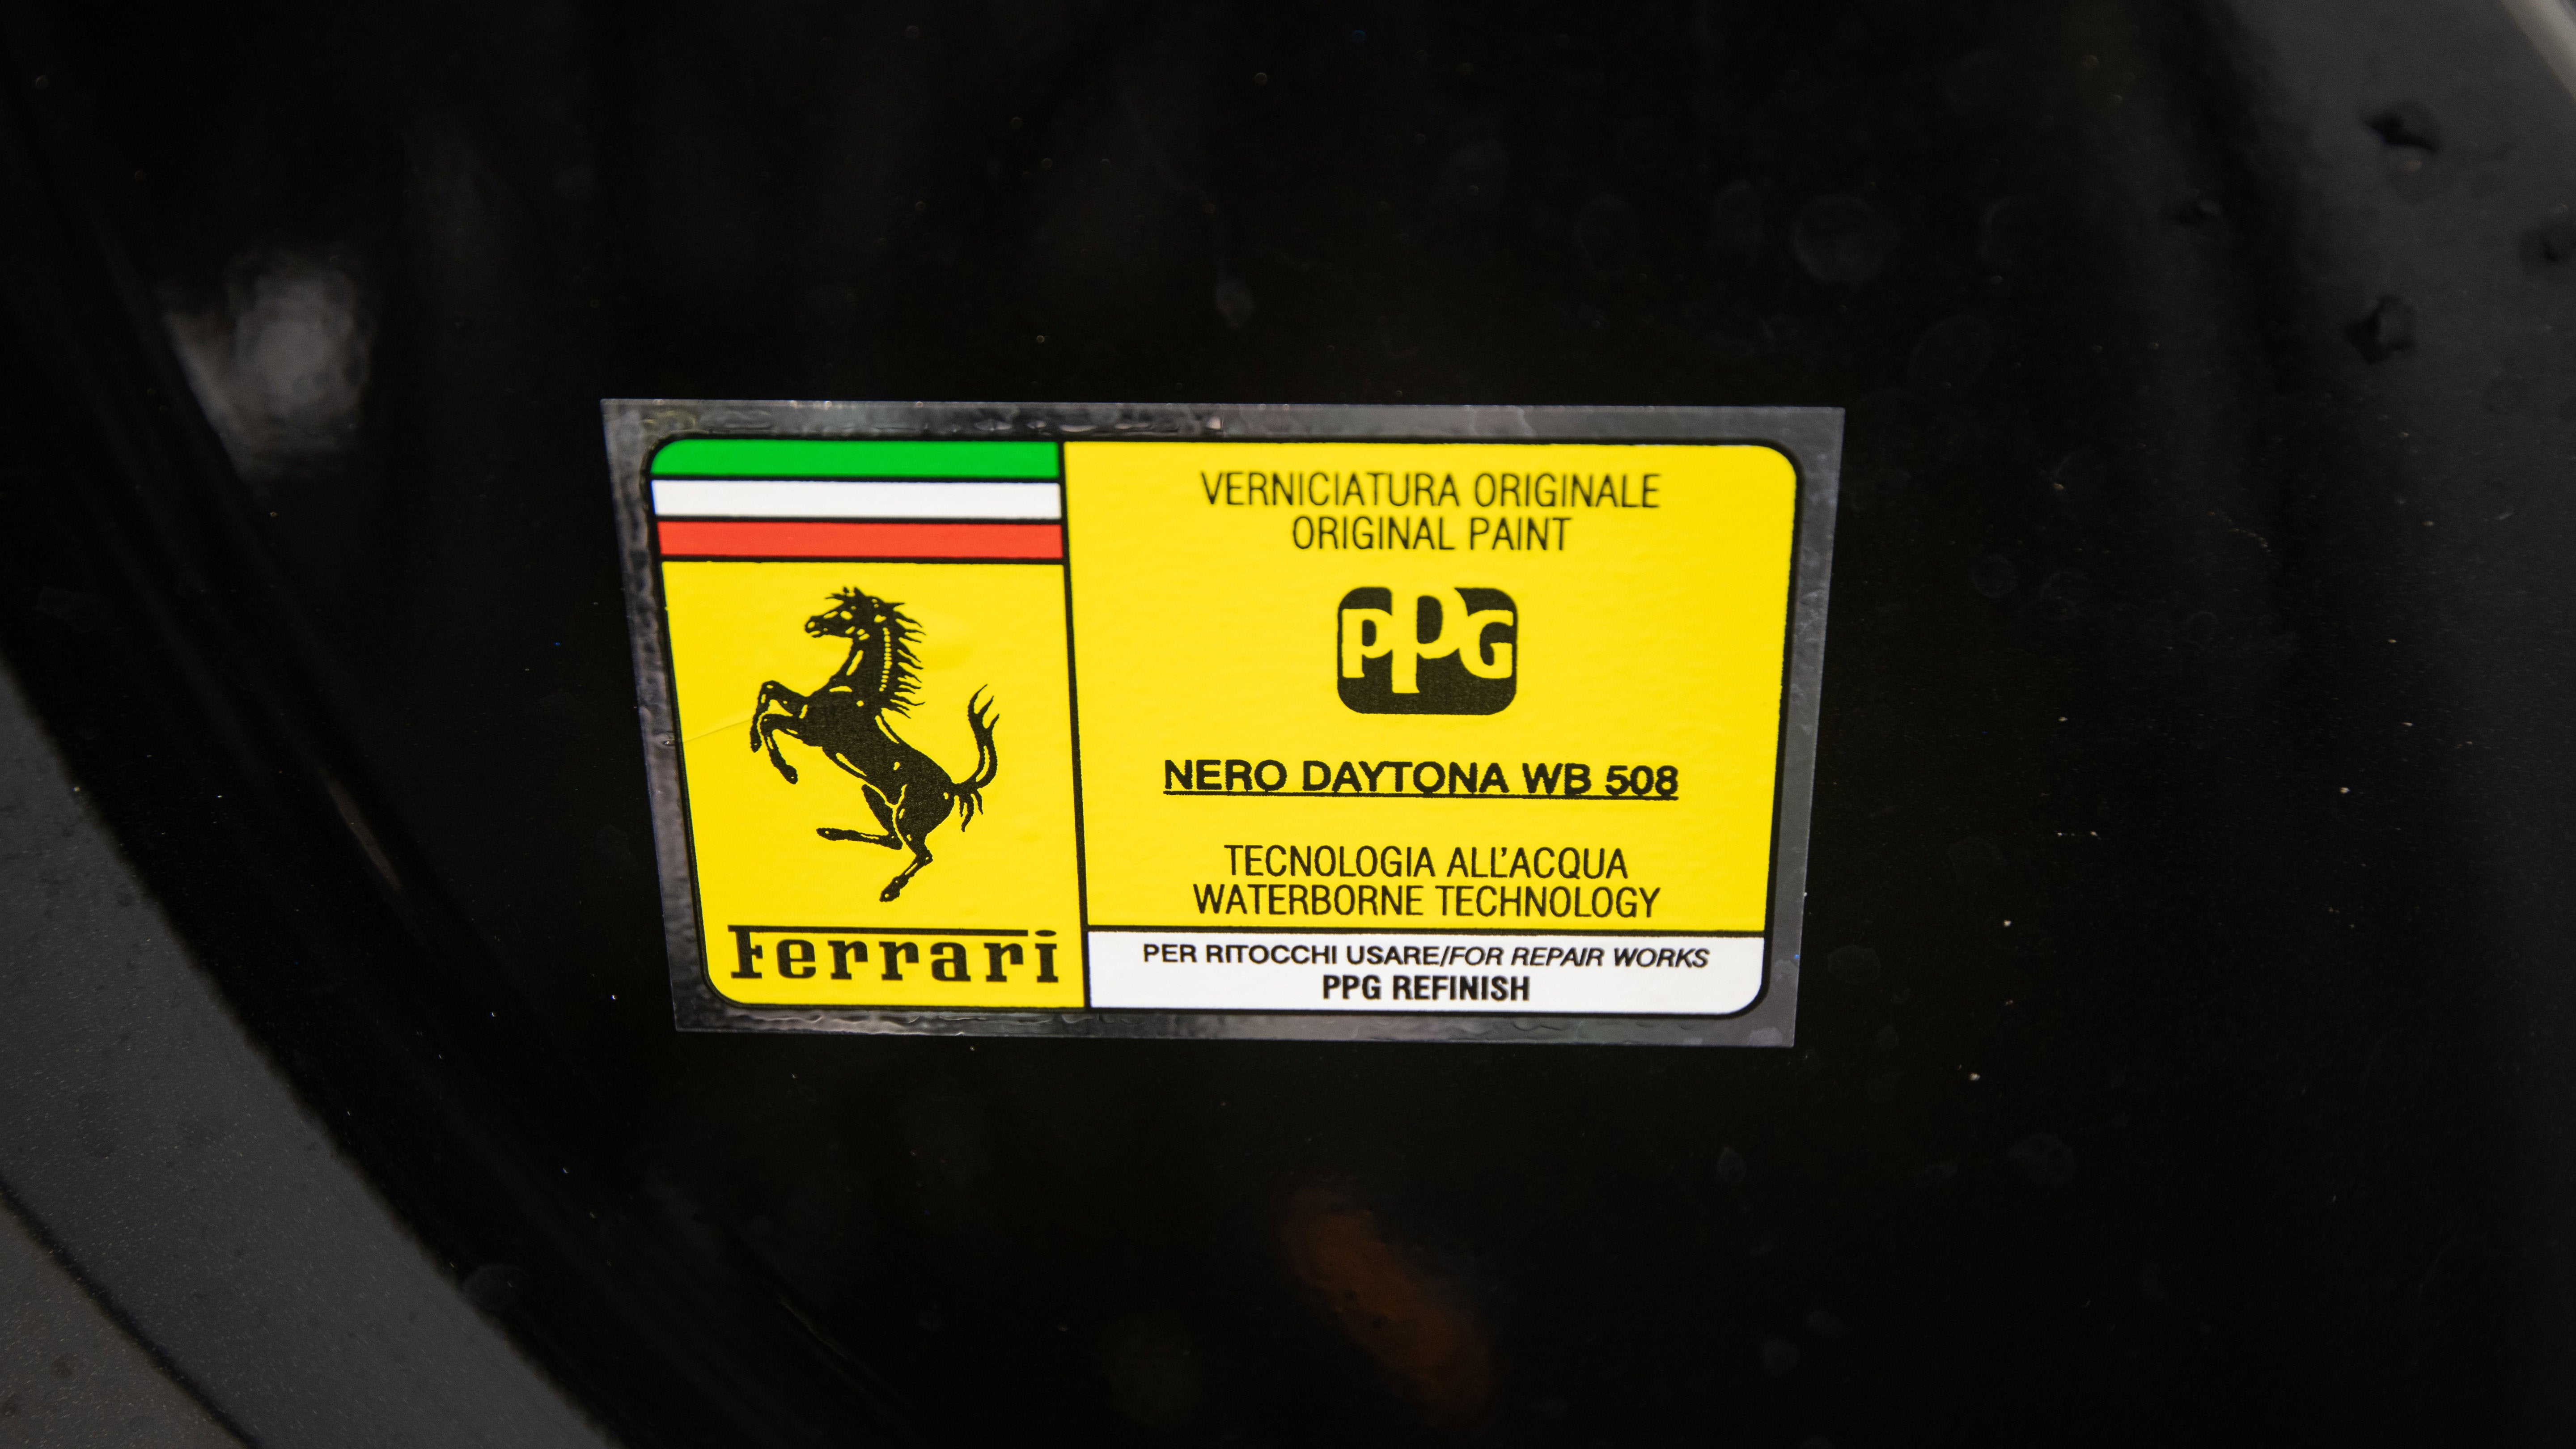 VERNICIATURA ORIGINALE
ORIGINAL PAINT
PPG
NERO DAYTONA WB 508
TECNOLOGIA ALL'ACQUA
WATERBORNE TECHNOLOGY
Ferrari
PER RITOCCHI USARE/FOR REPAIR WORKS
PPG REFINISH